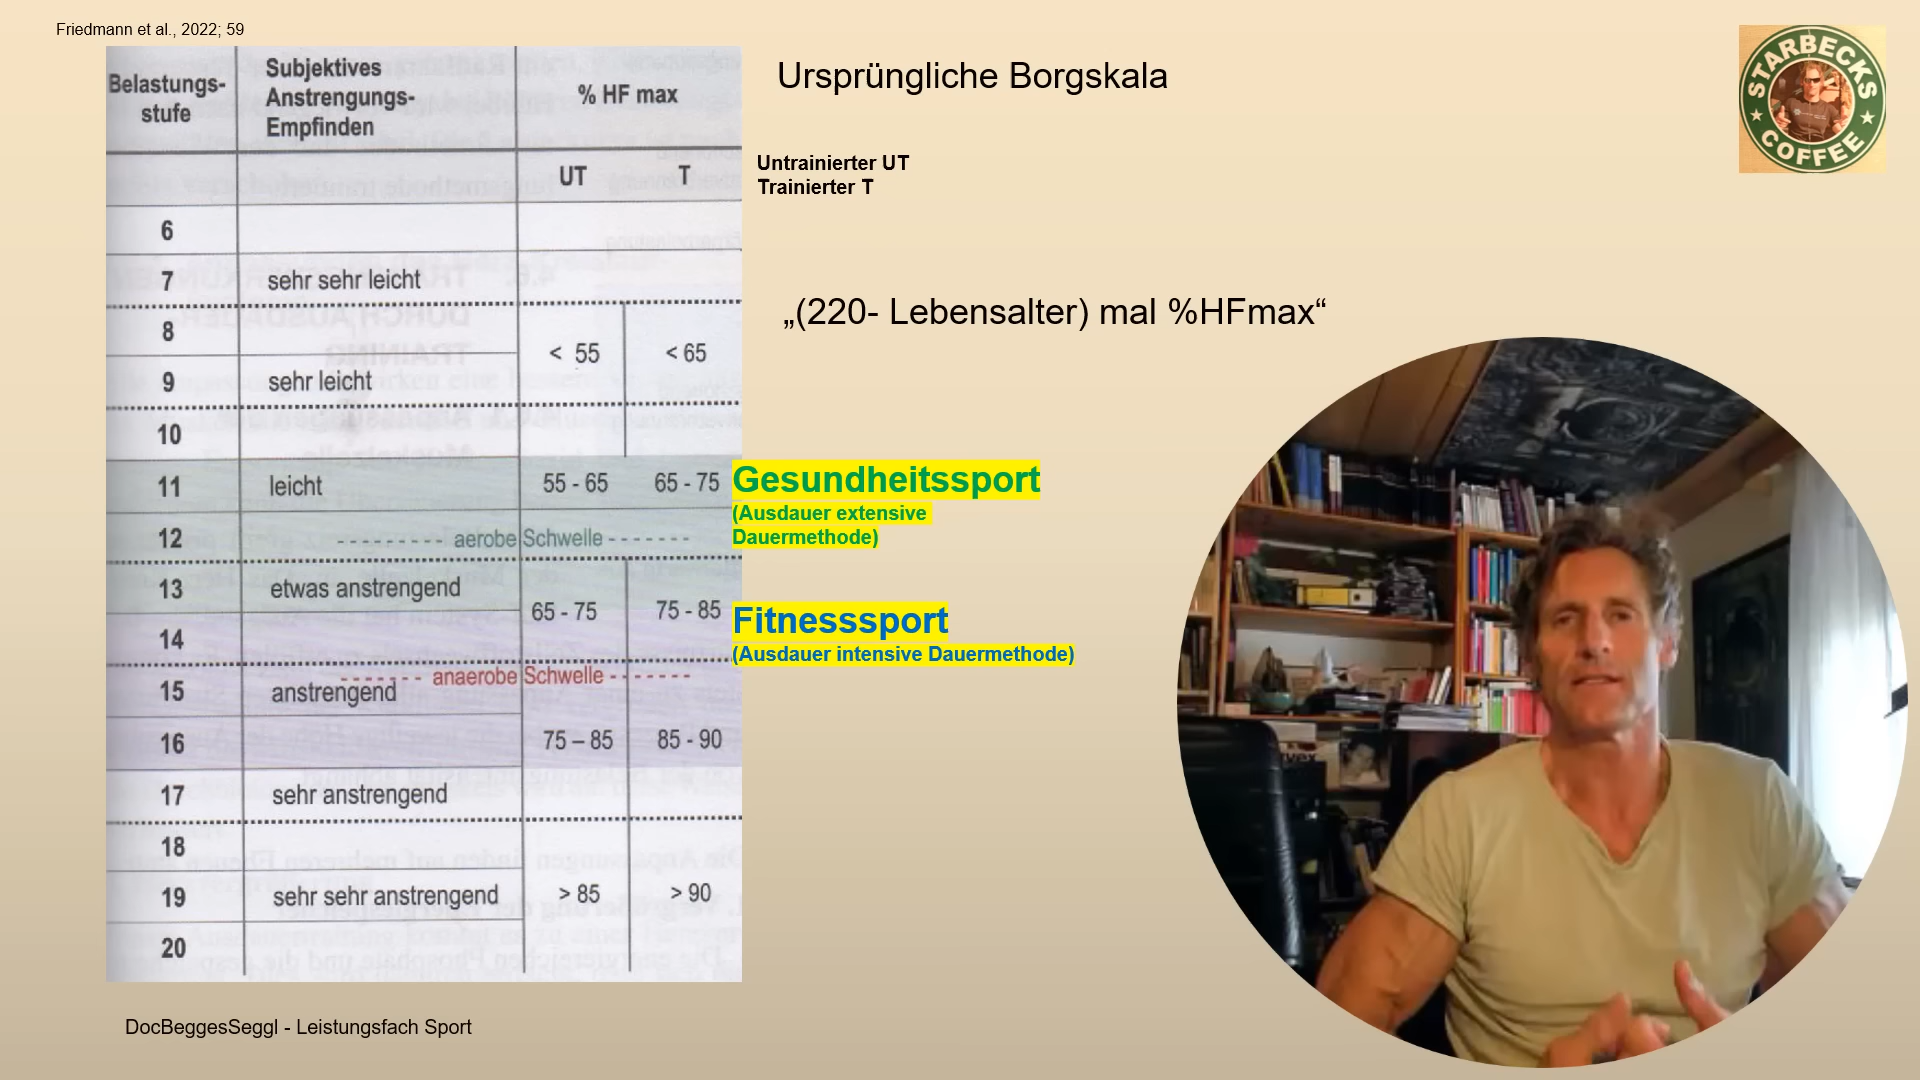 Friedmann et al., 2022; 59
Belastungs-
stufe
Subjektives
Anstrengungs-
Empfinden
% HF max
UT T
6
7 sehr sehr leicht
8
< 55 < 65
9 sehr leicht
10
11 leicht 55 - 65 65 - 75
12 aerobe Schwelle
13 etwas anstrengend
65 - 75 75 - 85
14
anaerobe Schwelle
15 anstrengend
16 75 – 85 85 - 90
17 sehr anstrengend
18
19 sehr sehr anstrengend > 85 > 90
20
Ursprüngliche Borgskala
Untrainierter UT
Trainierter T
„(220- Lebensalter) mal %HFmax“
Gesundheitssport
(Ausdauer extensive
Dauermethode)
Fitnesssport
(Ausdauer intensive Dauermethode)
STARBECKS
COFFEE
DocBeggesSeggl - Leistungsfach Sport